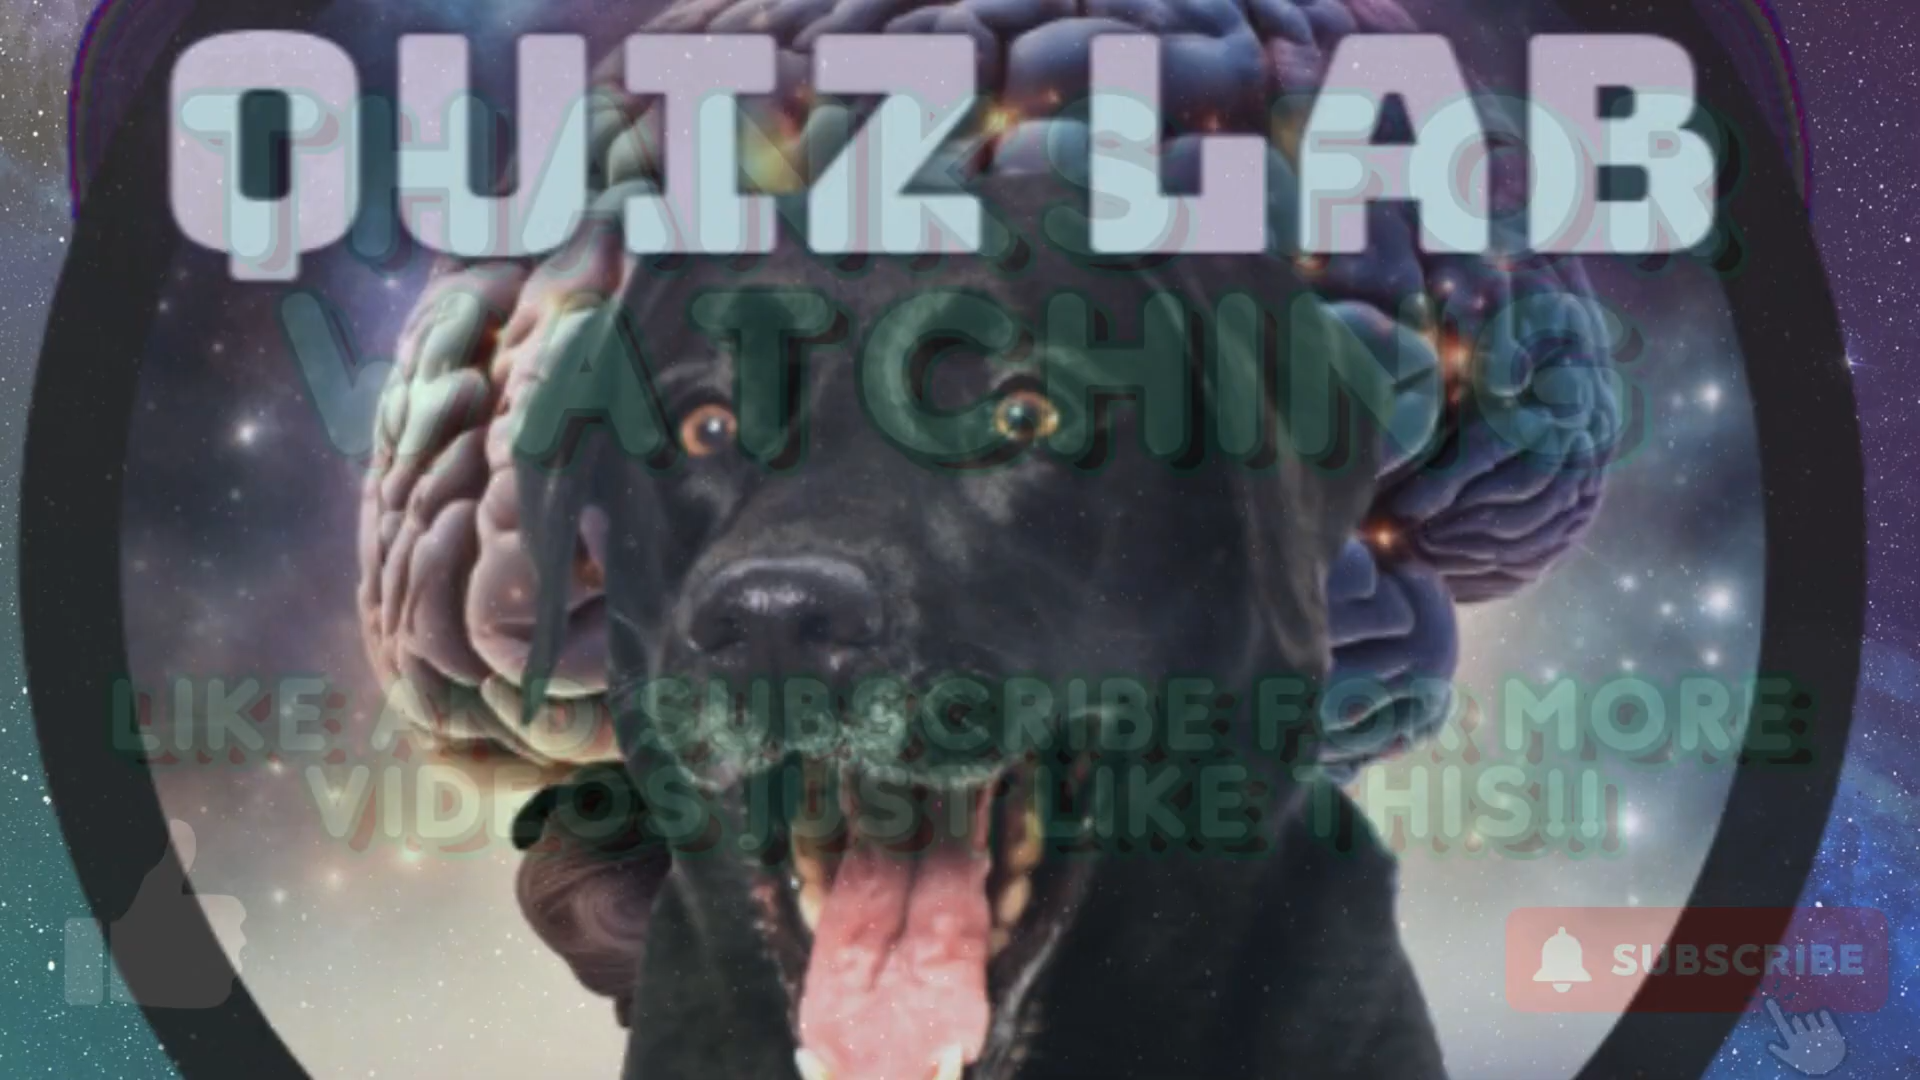 QUIZ LAB
THANKS FOR
WATCHING
LIKE AND SUBSCRIBE FOR MORE
VIDEOS JUST LIKE THIS!!
SUBSCRIBE